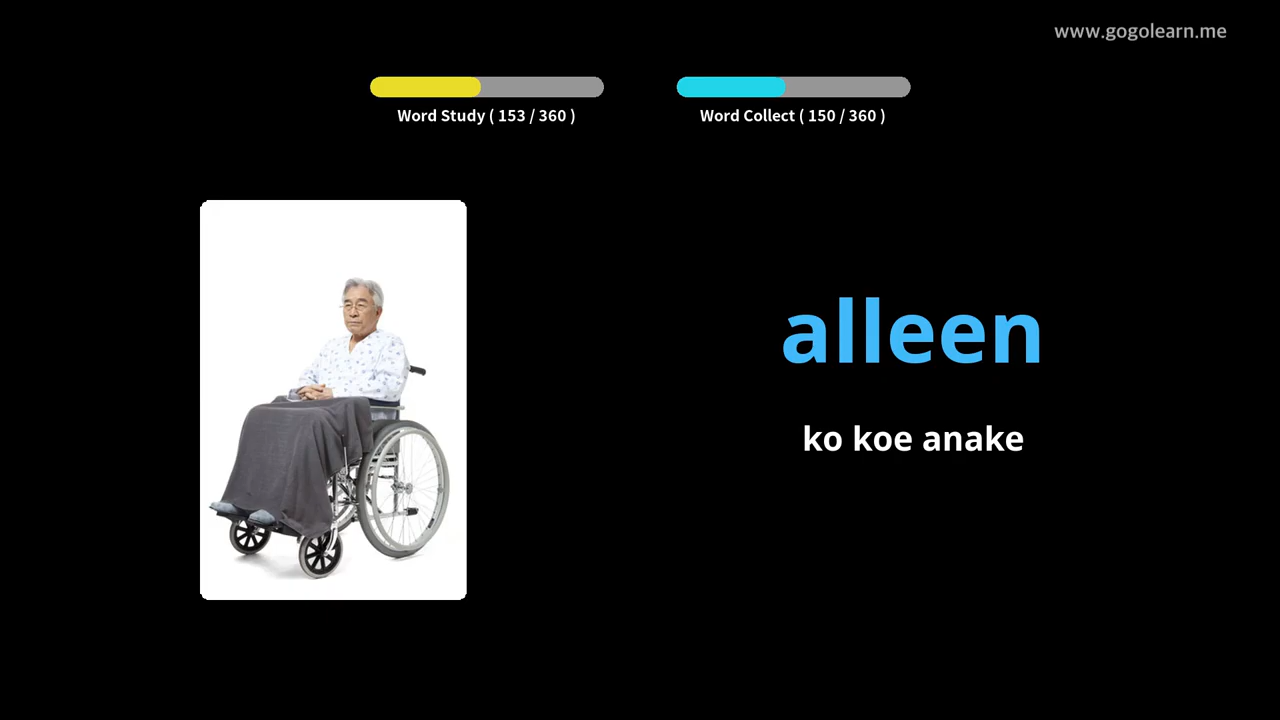 www.gogolearn.me
Word Study ( 153 / 360 )
Word Collect ( 150 / 360 )
alleen
ko koe anake